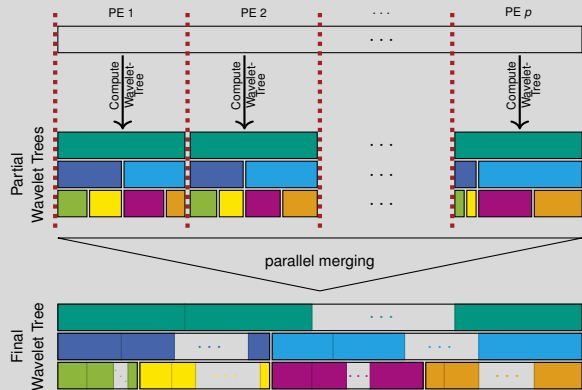 PE 1 PE 2 · · · PE p
· · ·
Compute
Wavelet-
Tree
Compute
Wavelet-
Tree
Compute
Wavelet-
Tree
Partial
Wavelet Trees
· · ·
· · ·
· · ·
parallel merging
Final
Wavelet Tree
· · ·
· · · · · ·
· · · · · · · · · · · ·